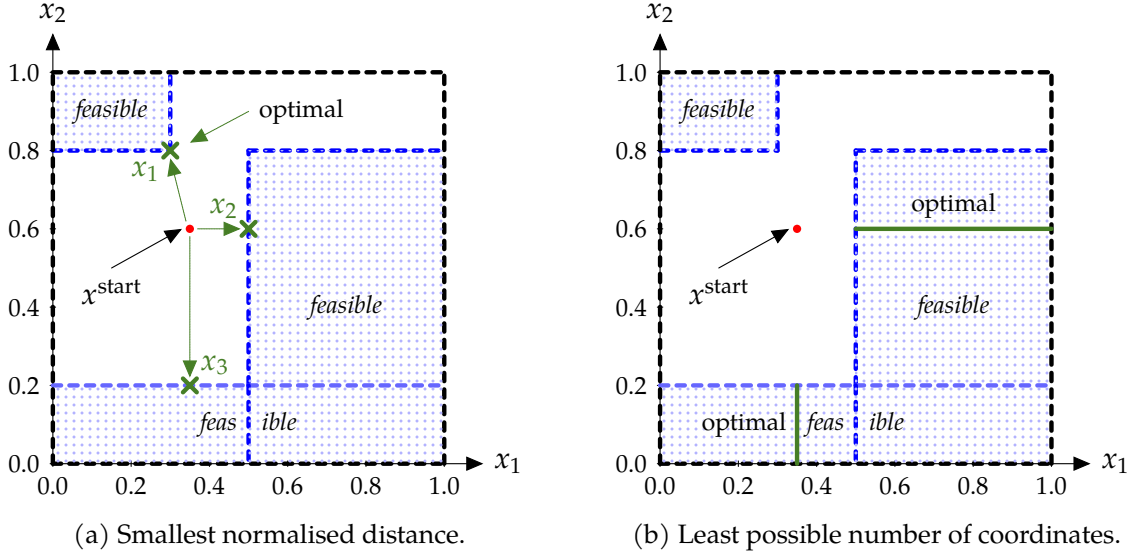 x₂ x₂
1.0 1.0
feasible optimal feasible
0.8 0.8
x₁
x₂ optimal
0.6 0.6
xˢᵗᵃʳᵗ xˢᵗᵃʳᵗ
0.4 feasible 0.4 feasible
x₃
0.2 0.2
feas ible optimal feas ible
0.0 x₁ 0.0 x₁
0.0 0.2 0.4 0.6 0.8 1.0 0.0 0.2 0.4 0.6 0.8 1.0
(a) Smallest normalised distance. (b) Least possible number of coordinates.